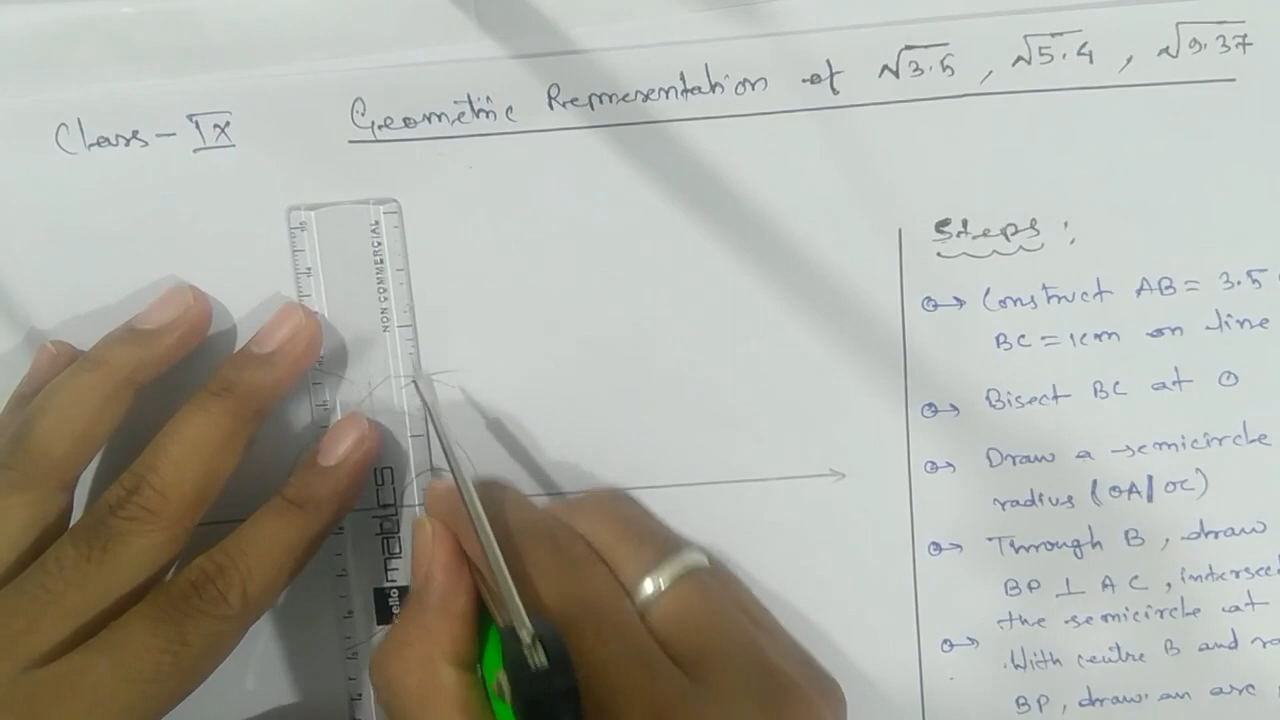 Geometric Representation of √3.5 , √5.4 , √9.37
Class - IX
NON COMMERCIAL
Steps :
Construct AB = 3.5
BC = 1cm on line
Bisect BC at O
Draw a semicircle
radius (OA/OC)
Through B, draw
BP ⊥ AC, intersec
the semicircle at
With centre B and ra
BP, draw an arc
cello matics